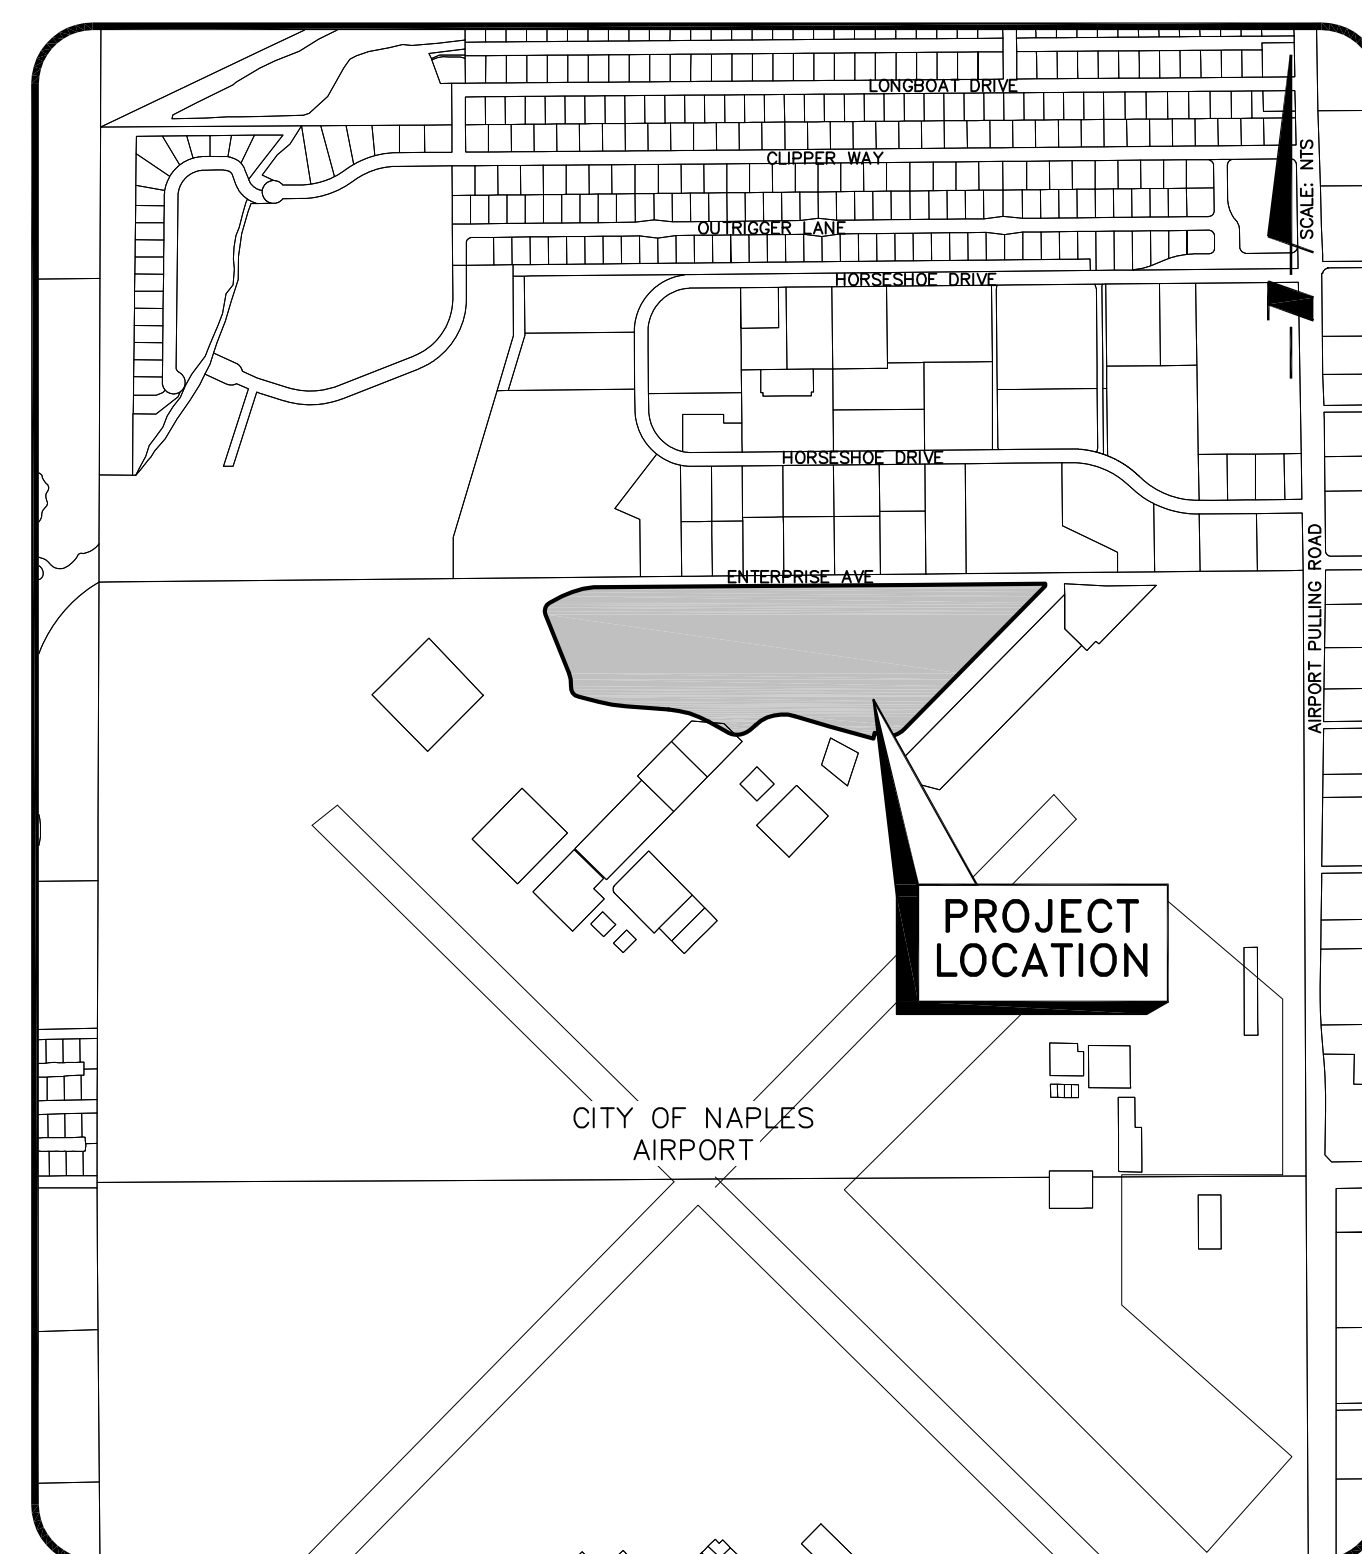 LONGBOAT DRIVE
CLIPPER WAY
SCALE: NTS
OUTRIGGER LANE
HORSESHOE DRIVE
HORSESHOE DRIVE
ENTERPRISE AVE
AIRPORT PULLING ROAD
PROJECT
LOCATION
CITY OF NAPLES
AIRPORT